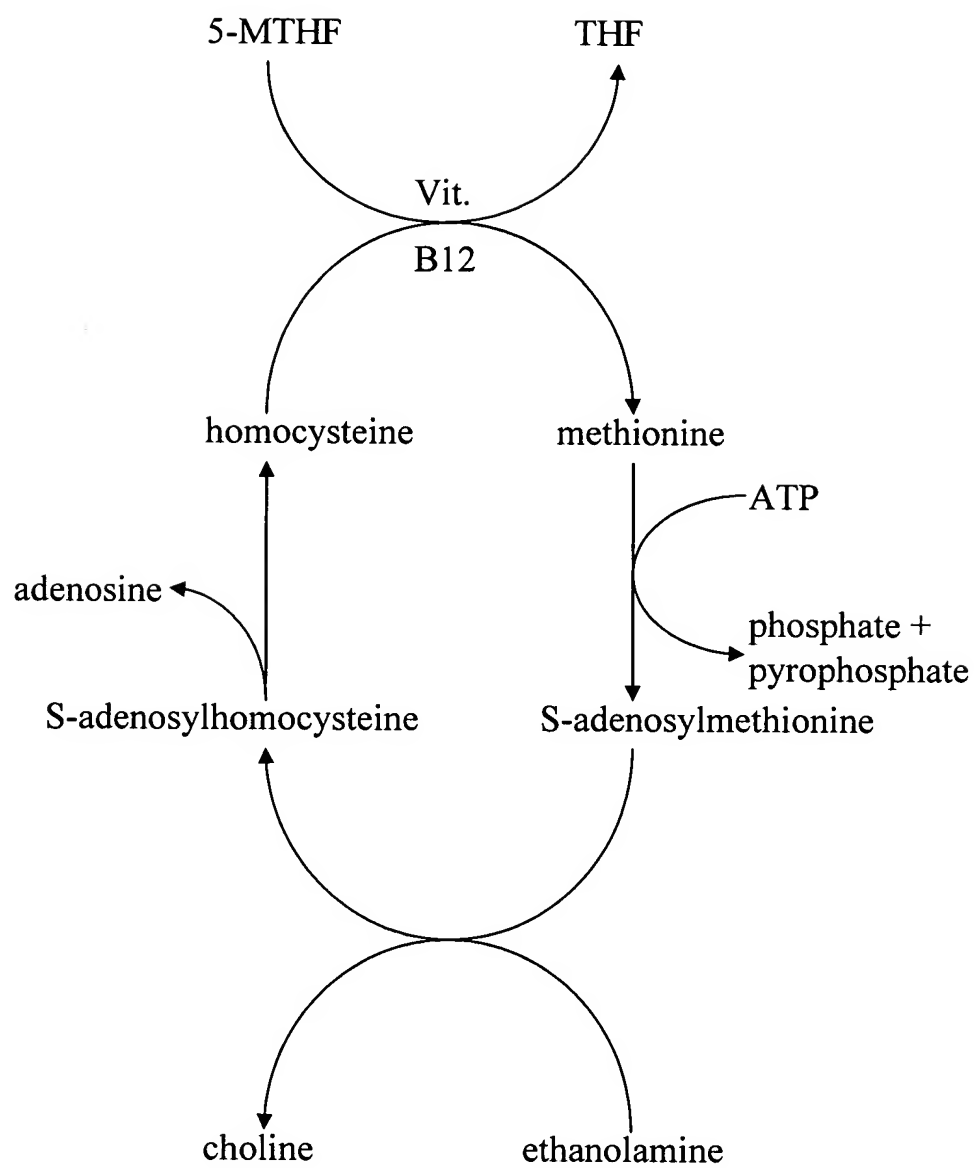 5-MTHF
THF
Vit.
B12
homocysteine
methionine
ATP
adenosine
phosphate +
pyrophosphate
S-adenosylhomocysteine
S-adenosylmethionine
choline
ethanolamine